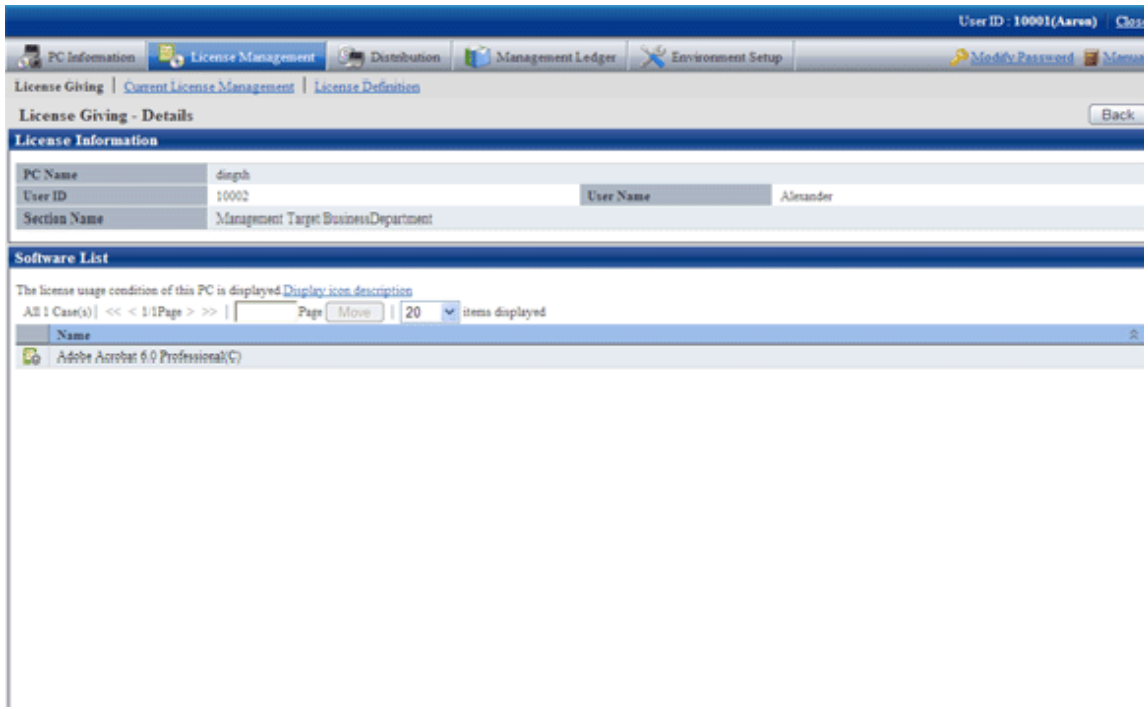 User ID : 10001(Aaron) Close
PC Information License Management Distribution Management Ledger Environment Setup Modify Password Manua
License Giving | Current License Management | License Definition
License Giving - Details Back
License Information
PC Name dingsh
User ID 10002 User Name Alexander
Section Name Management Target BusinessDepartment
Software List
The license usage condition of this PC is displayed.Display icon description
All 1 Case(s)| << < 1/1Page > >> | Page Move | 20 items displayed
Name
Adobe Acrobat 6.0 Professional(C)